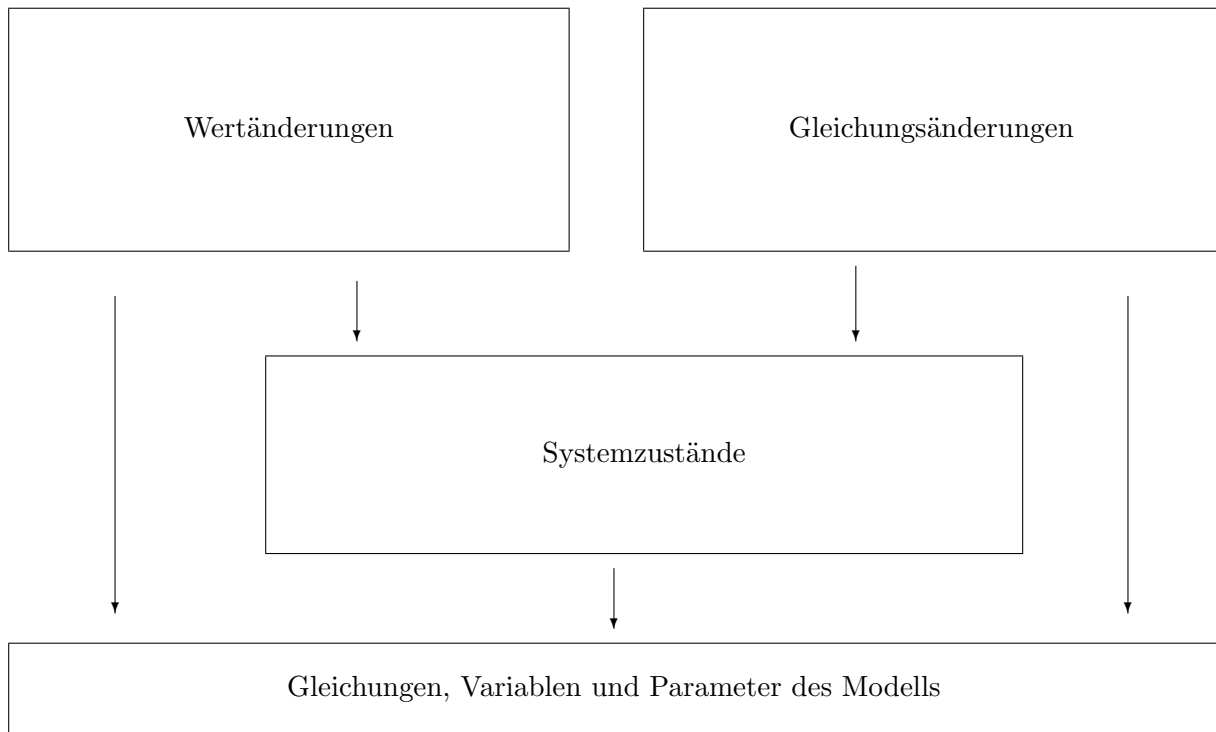 Wertänderungen
Gleichungsänderungen
Systemzustände
Gleichungen, Variablen und Parameter des Modells